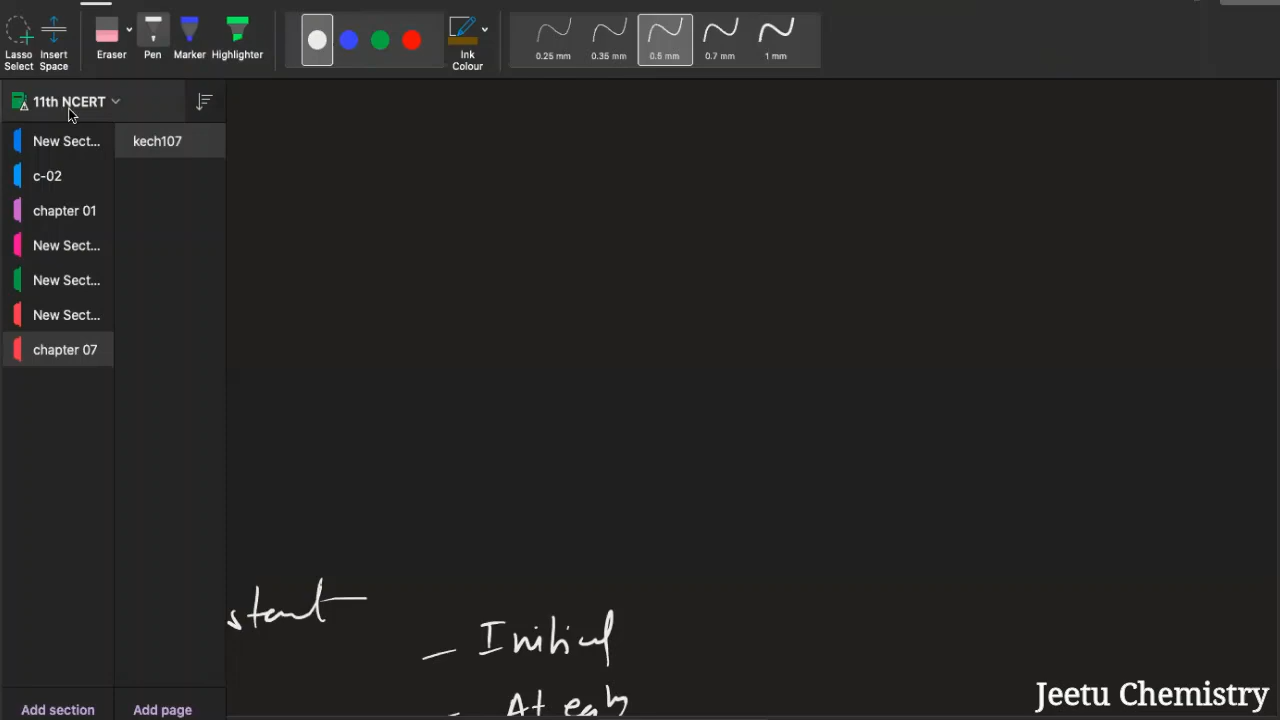 Lasso Select
Insert Space
Eraser
Pen
Marker
Highlighter
Ink Colour
0.25 mm
0.35 mm
0.5 mm
0.7 mm
1 mm
11th NCERT
New Sect...
c-02
chapter 01
New Sect...
New Sect...
New Sect...
chapter 07
kech107
start
– Initial
– At eqb
Jeetu Chemistry
Add section
Add page